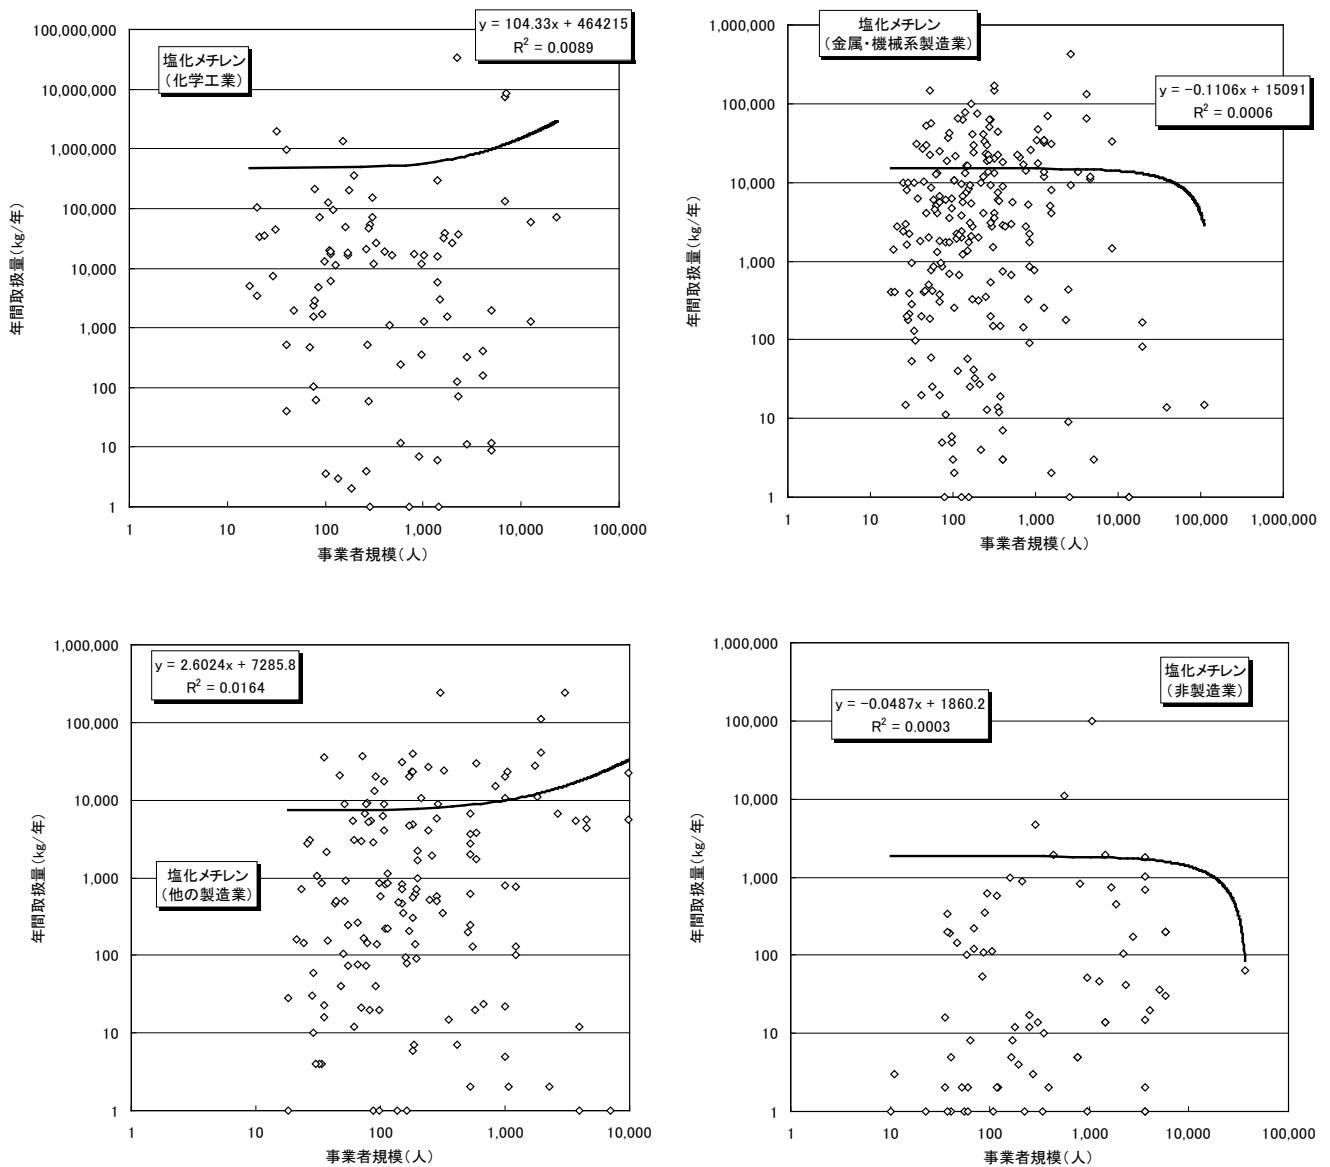 y = 104.33x + 464215
R² = 0.0089
塩化メチレン
（化学工業）
100,000,000
10,000,000
1,000,000
100,000
10,000
1,000
100
10
1
年間取扱量（kg/年）
1 10 100 1,000 10,000 100,000
事業者規模（人）
塩化メチレン
（金属・機械系製造業）
y = −0.1106x + 15091
R² = 0.0006
1,000,000
100,000
10,000
1,000
100
10
1
年間取扱量（kg/年）
1 10 100 1,000 10,000 100,000 1,000,000
事業者規模（人）
y = 2.6024x + 7285.8
R² = 0.0164
塩化メチレン
（他の製造業）
1,000,000
100,000
10,000
1,000
100
10
1
年間取扱量（kg/年）
1 10 100 1,000 10,000
事業者規模（人）
塩化メチレン
（非製造業）
y = −0.0487x + 1860.2
R² = 0.0003
1,000,000
100,000
10,000
1,000
100
10
1
年間取扱量（kg/年）
1 10 100 1,000 10,000 100,000
事業者規模（人）